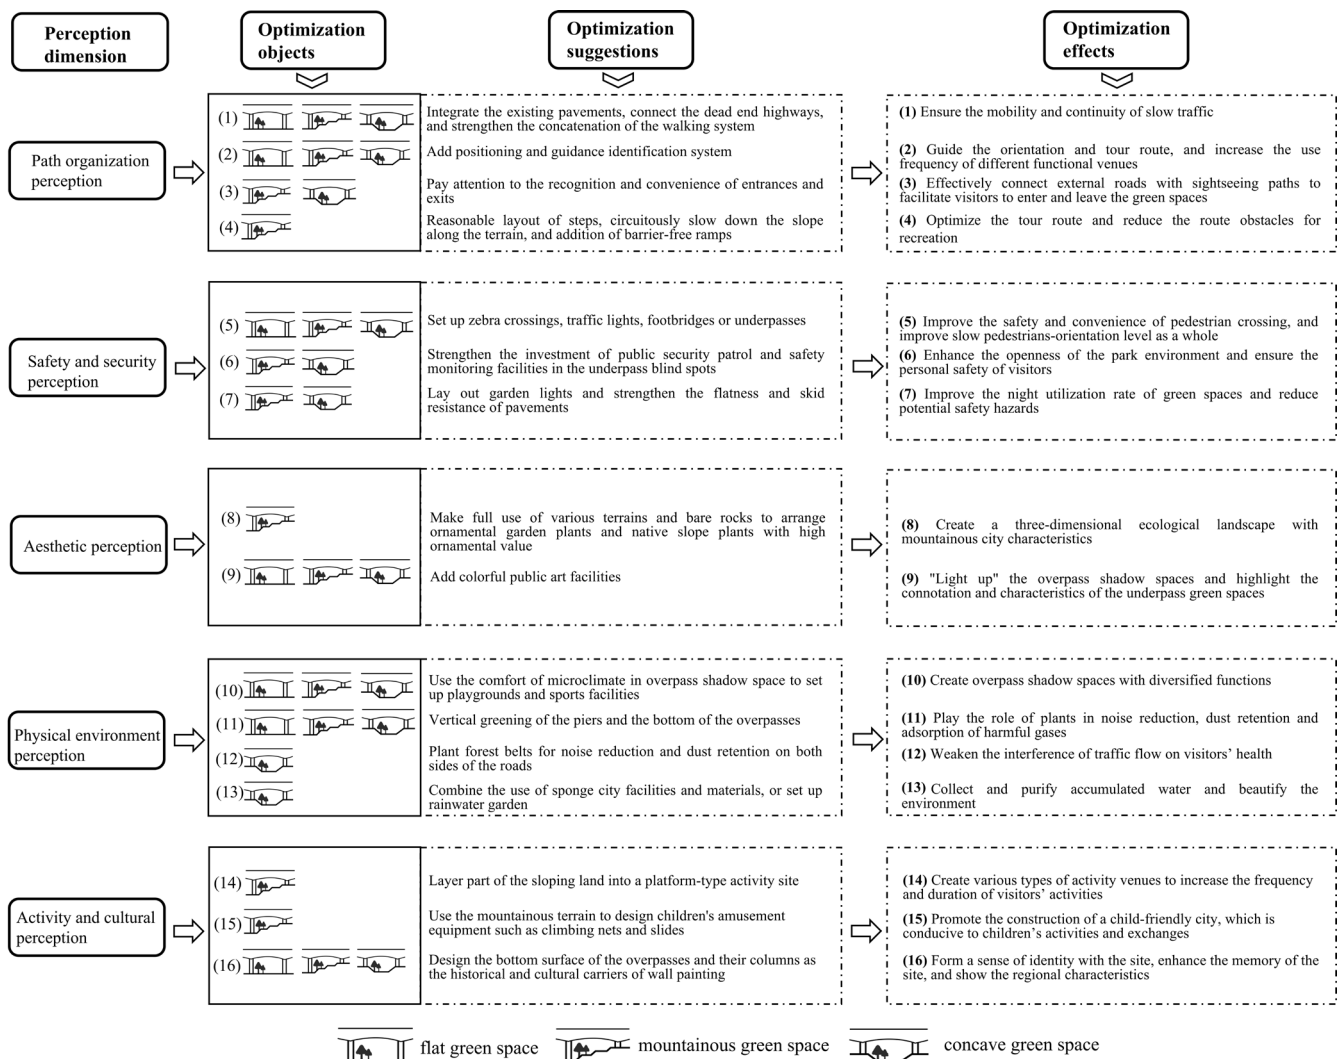 Perception
dimension
Optimization
objects
Optimization
suggestions
Optimization
effects
Path organization
perception
(1)
(2)
(3)
(4)
Integrate the existing pavements, connect the dead end highways,
and strengthen the concatenation of the walking system
Add positioning and guidance identification system
Pay attention to the recognition and convenience of entrances and
exits
Reasonable layout of steps, circuitously slow down the slope
along the terrain, and addition of barrier-free ramps
(1) Ensure the mobility and continuity of slow traffic
(2) Guide the orientation and tour route, and increase the use
frequency of different functional venues
(3) Effectively connect external roads with sightseeing paths to
facilitate visitors to enter and leave the green spaces
(4) Optimize the tour route and reduce the route obstacles for
recreation
Safety and security
perception
(5)
(6)
(7)
Set up zebra crossings, traffic lights, footbridges or underpasses
Strengthen the investment of public security patrol and safety
monitoring facilities in the underpass blind spots
Lay out garden lights and strengthen the flatness and skid
resistance of pavements
(5) Improve the safety and convenience of pedestrian crossing, and
improve slow pedestrians-orientation level as a whole
(6) Enhance the openness of the park environment and ensure the
personal safety of visitors
(7) Improve the night utilization rate of green spaces and reduce
potential safety hazards
Aesthetic perception
(8)
(9)
Make full use of various terrains and bare rocks to arrange
ornamental garden plants and native slope plants with high
ornamental value
Add colorful public art facilities
(8) Create a three-dimensional ecological landscape with
mountainous city characteristics
(9) "Light up" the overpass shadow spaces and highlight the
connotation and characteristics of the underpass green spaces
Physical environment
perception
(10)
(11)
(12)
(13)
Use the comfort of microclimate in overpass shadow space to set
up playgrounds and sports facilities
Vertical greening of the piers and the bottom of the overpasses
Plant forest belts for noise reduction and dust retention on both
sides of the roads
Combine the use of sponge city facilities and materials, or set up
rainwater garden
(10) Create overpass shadow spaces with diversified functions
(11) Play the role of plants in noise reduction, dust retention and
adsorption of harmful gases
(12) Weaken the interference of traffic flow on visitors' health
(13) Collect and purify accumulated water and beautify the
environment
Activity and cultural
perception
(14)
(15)
(16)
Layer part of the sloping land into a platform-type activity site
Use the mountainous terrain to design children's amusement
equipment such as climbing nets and slides
Design the bottom surface of the overpasses and their columns as
the historical and cultural carriers of wall painting
(14) Create various types of activity venues to increase the frequency
and duration of visitors' activities
(15) Promote the construction of a child-friendly city, which is
conducive to children's activities and exchanges
(16) Form a sense of identity with the site, enhance the memory of the
site, and show the regional characteristics
flat green space
mountainous green space
concave green space